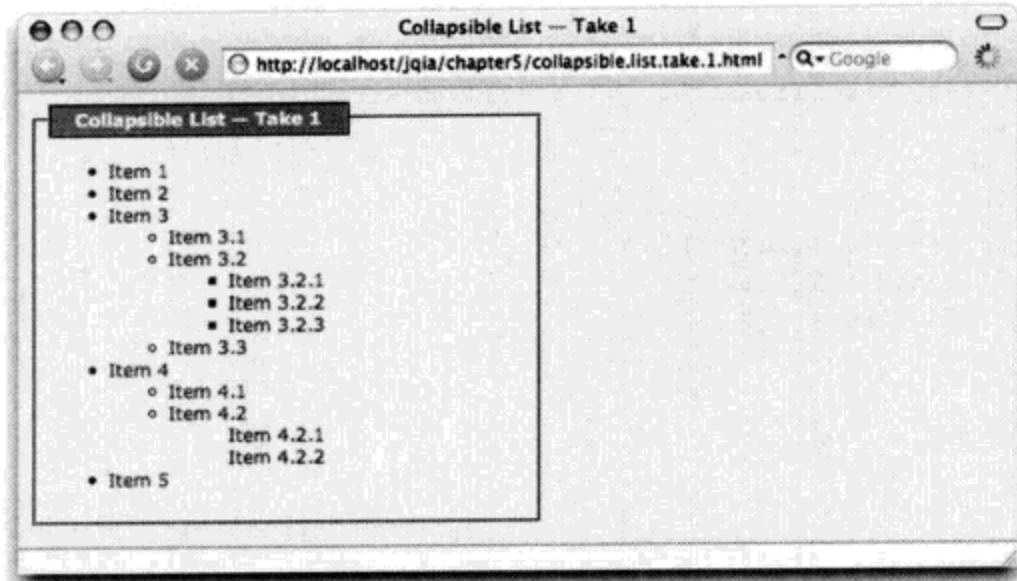 Collapsible List — Take 1
http://localhost/jqia/chapter5/collapsible.list.take.1.html
Google
Collapsible List — Take 1
• Item 1
• Item 2
• Item 3
◦ Item 3.1
◦ Item 3.2
▪ Item 3.2.1
▪ Item 3.2.2
▪ Item 3.2.3
◦ Item 3.3
• Item 4
◦ Item 4.1
◦ Item 4.2
Item 4.2.1
Item 4.2.2
• Item 5